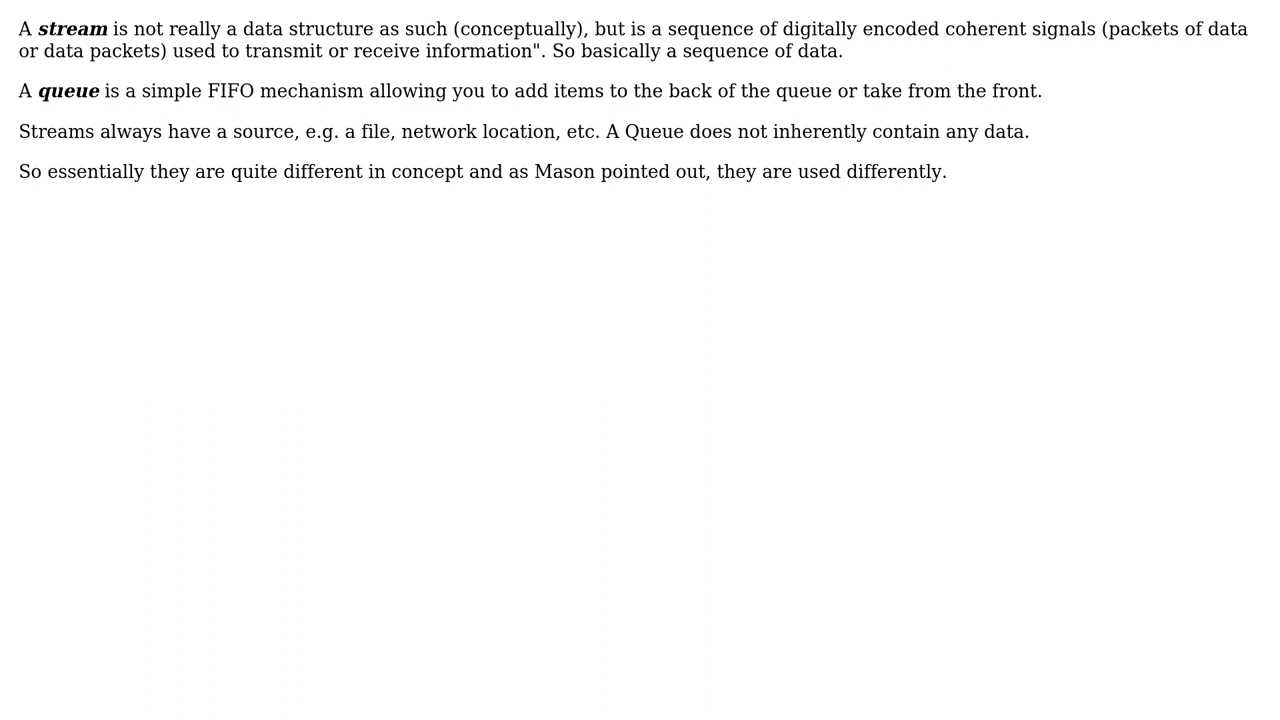 A stream is not really a data structure as such (conceptually), but is a sequence of digitally encoded coherent signals (packets of data
or data packets) used to transmit or receive information". So basically a sequence of data.
A queue is a simple FIFO mechanism allowing you to add items to the back of the queue or take from the front.
Streams always have a source, e.g. a file, network location, etc. A Queue does not inherently contain any data.
So essentially they are quite different in concept and as Mason pointed out, they are used differently.